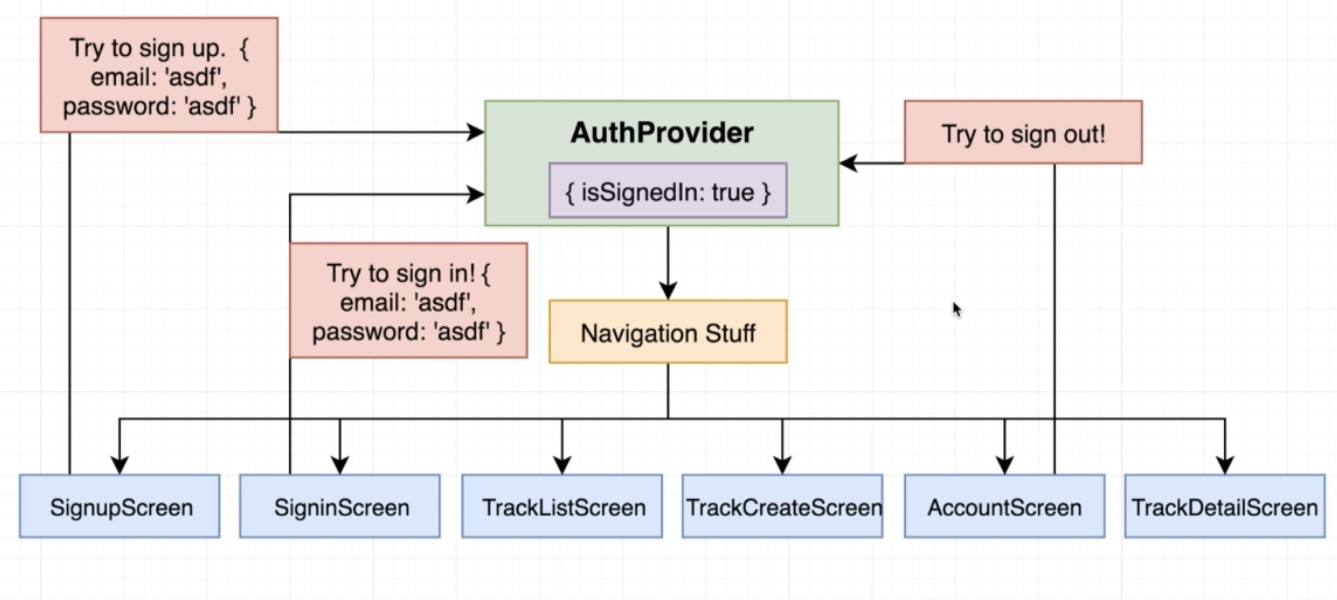 Try to sign up. {
email: 'asdf',
password: 'asdf' }
AuthProvider
{ isSignedIn: true }
Try to sign out!
Try to sign in! {
email: 'asdf',
password: 'asdf' }
Navigation Stuff
SignupScreen
SigninScreen
TrackListScreen
TrackCreateScreen
AccountScreen
TrackDetailScreen